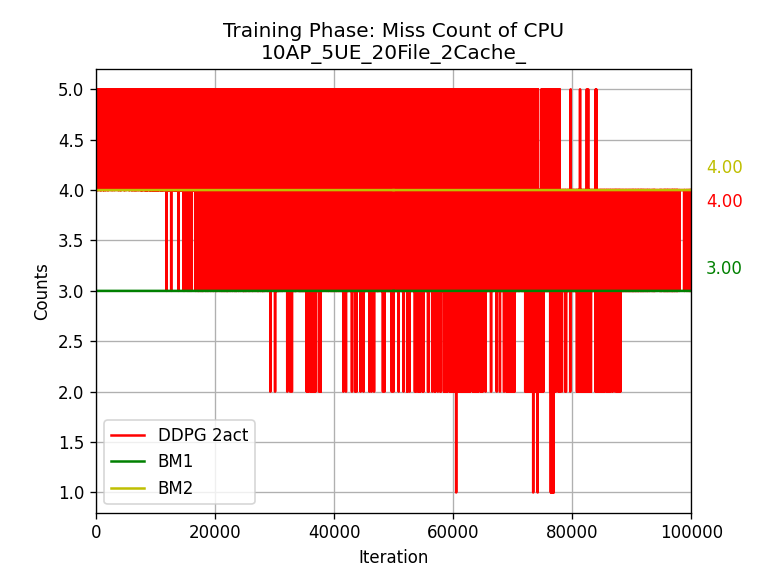 Training Phase: Miss Count of CPU
10AP_5UE_20File_2Cache_
5.0
4.5
4.0
3.5
3.0
2.5
2.0
1.5
1.0
Counts
4.00
4.00
3.00
DDPG 2act
BM1
BM2
0
20000
40000
60000
80000
100000
Iteration